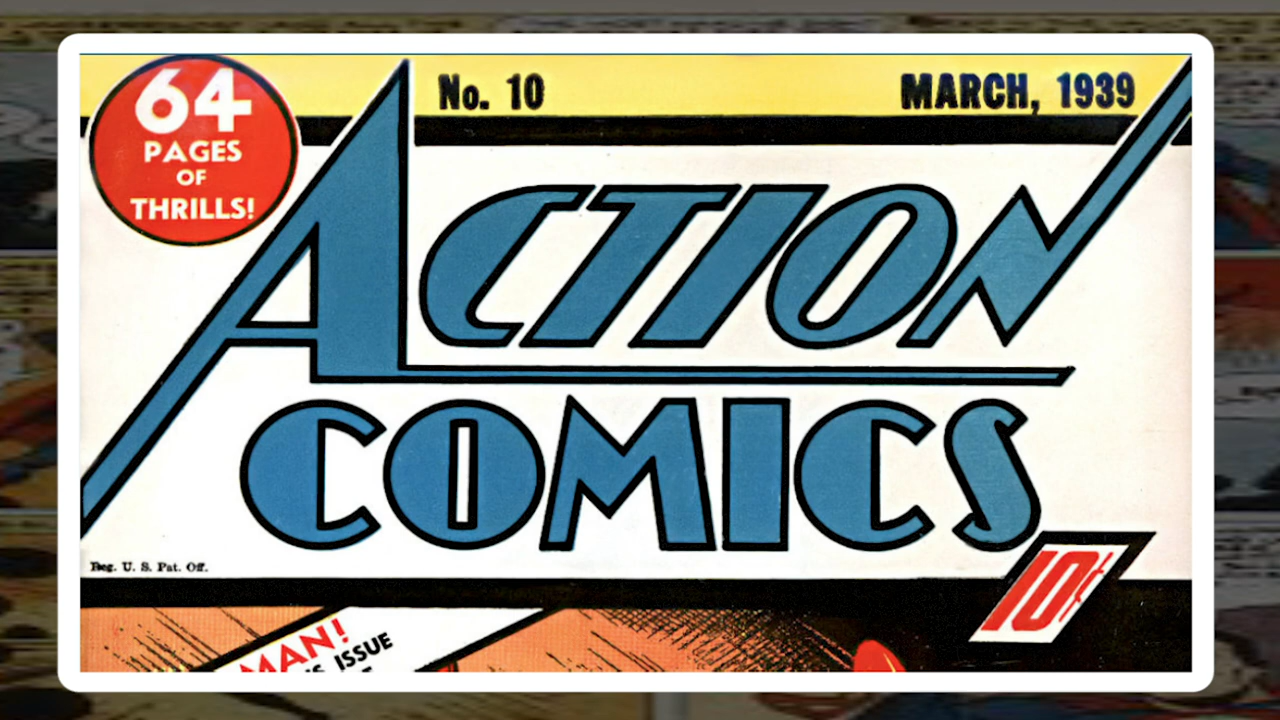 64
PAGES
OF
THRILLS!
No. 10
MARCH, 1939
ACTION
COMICS
Reg. U. S. Pat. Off.
10¢
MAN!
ISSUE